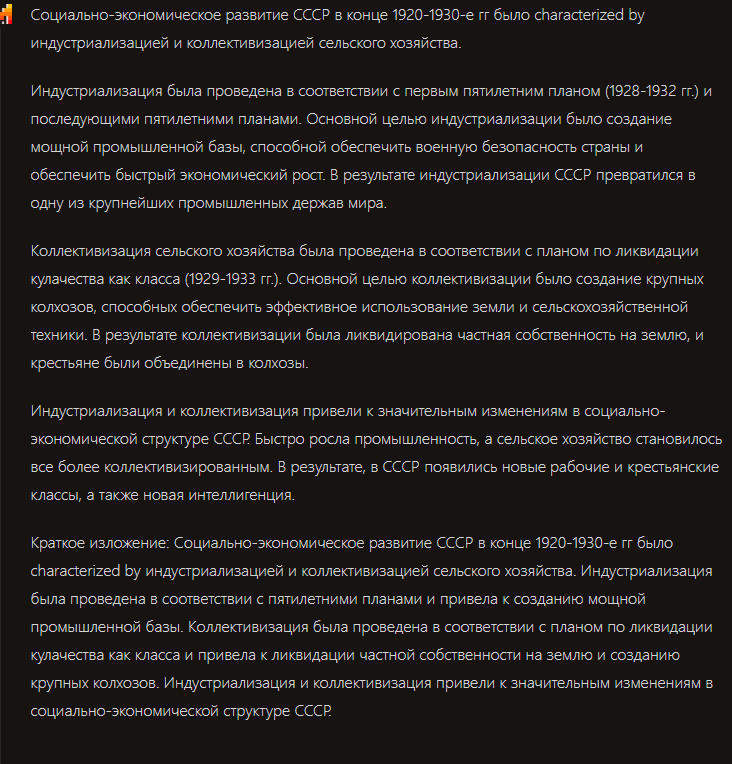 Социально-экономическое развитие СССР в конце 1920-1930-е гг было characterized by
индустриализацией и коллективизацией сельского хозяйства.
Индустриализация была проведена в соответствии с первым пятилетним планом (1928-1932 гг.) и
последующими пятилетними планами. Основной целью индустриализации было создание
мощной промышленной базы, способной обеспечить военную безопасность страны и
обеспечить быстрый экономический рост. В результате индустриализации СССР превратился в
одну из крупнейших промышленных держав мира.
Коллективизация сельского хозяйства была проведена в соответствии с планом по ликвидации
кулачества как класса (1929-1933 гг.). Основной целью коллективизации было создание крупных
колхозов, способных обеспечить эффективное использование земли и сельскохозяйственной
техники. В результате коллективизации была ликвидирована частная собственность на землю, и
крестьяне были объединены в колхозы.
Индустриализация и коллективизация привели к значительным изменениям в социально-
экономической структуре СССР. Быстро росла промышленность, а сельское хозяйство становилось
все более коллективизированным. В результате, в СССР появились новые рабочие и крестьянские
классы, а также новая интеллигенция.
Краткое изложение: Социально-экономическое развитие СССР в конце 1920-1930-е гг было
characterized by индустриализацией и коллективизацией сельского хозяйства. Индустриализация
была проведена в соответствии с пятилетними планами и привела к созданию мощной
промышленной базы. Коллективизация была проведена в соответствии с планом по ликвидации
кулачества как класса и привела к ликвидации частной собственности на землю и созданию
крупных колхозов. Индустриализация и коллективизация привели к значительным изменениям в
социально-экономической структуре СССР.